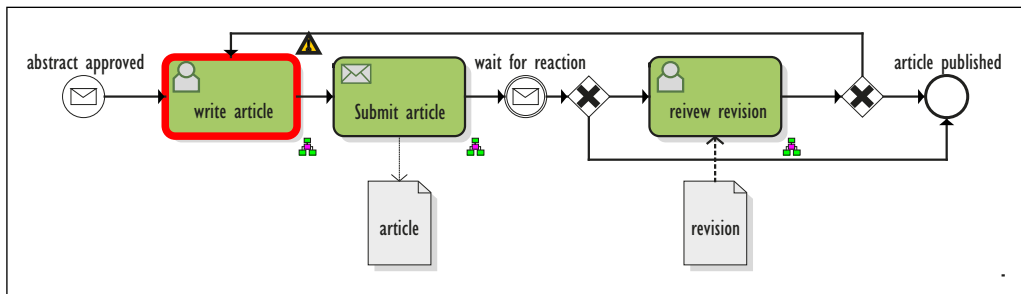 abstract approved
write article
Submit article
wait for reaction
reivew revision
article published
article
revision